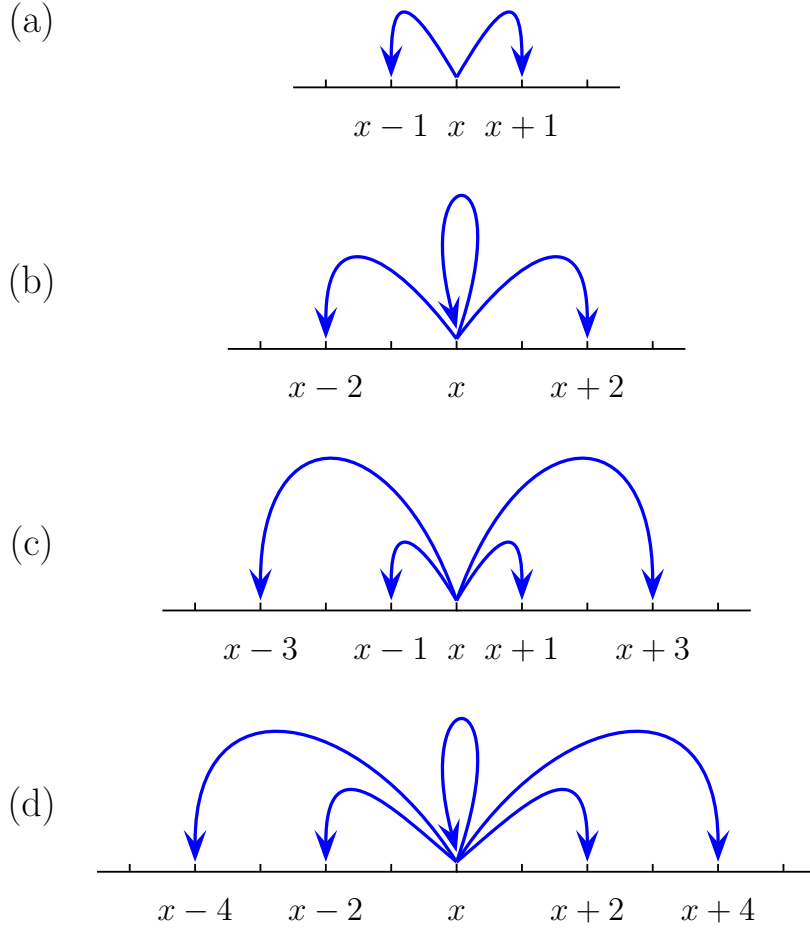 (a)
x − 1 x x + 1
(b)
x − 2 x x + 2
(c)
x − 3 x − 1 x x + 1 x + 3
(d)
x − 4 x − 2 x x + 2 x + 4